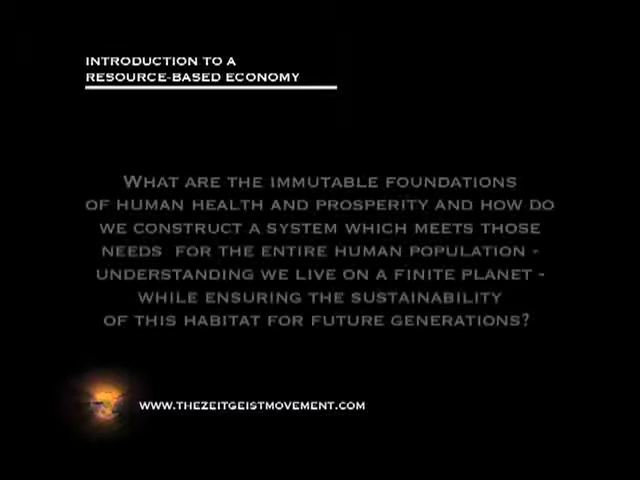 INTRODUCTION TO A
RESOURCE-BASED ECONOMY
WHAT ARE THE IMMUTABLE FOUNDATIONS
OF HUMAN HEALTH AND PROSPERITY AND HOW DO
WE CONSTRUCT A SYSTEM WHICH MEETS THOSE
NEEDS FOR THE ENTIRE HUMAN POPULATION -
UNDERSTANDING WE LIVE ON A FINITE PLANET -
WHILE ENSURING THE SUSTAINABILITY
OF THIS HABITAT FOR FUTURE GENERATIONS?
WWW.THEZEITGEISTMOVEMENT.COM